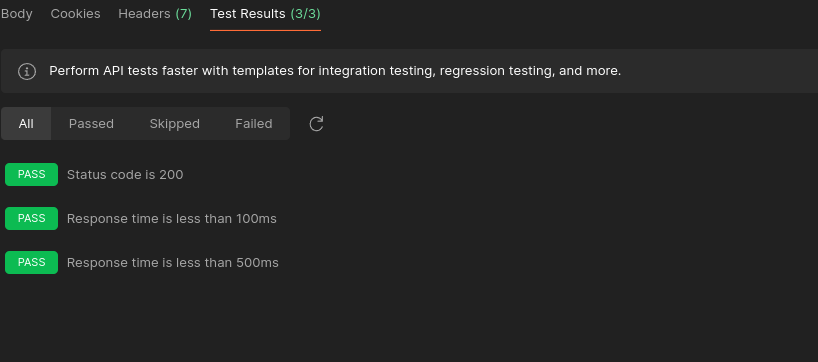 Body Cookies Headers (7) Test Results (3/3)
Perform API tests faster with templates for integration testing, regression testing, and more.
All Passed Skipped Failed
PASS Status code is 200
PASS Response time is less than 100ms
PASS Response time is less than 500ms